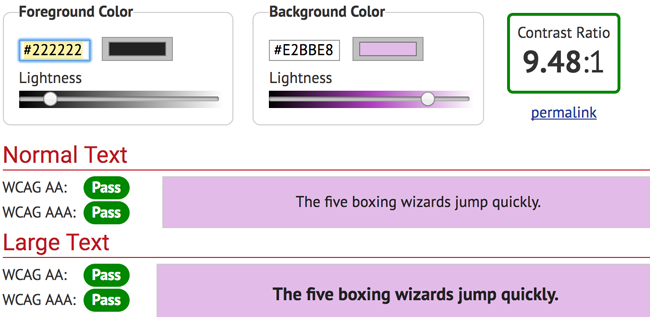 Foreground Color
#222222
Lightness
Background Color
#E2BBE8
Lightness
Contrast Ratio
9.48:1
permalink
Normal Text
WCAG AA: Pass
WCAG AAA: Pass
The five boxing wizards jump quickly.
Large Text
WCAG AA: Pass
WCAG AAA: Pass
The five boxing wizards jump quickly.